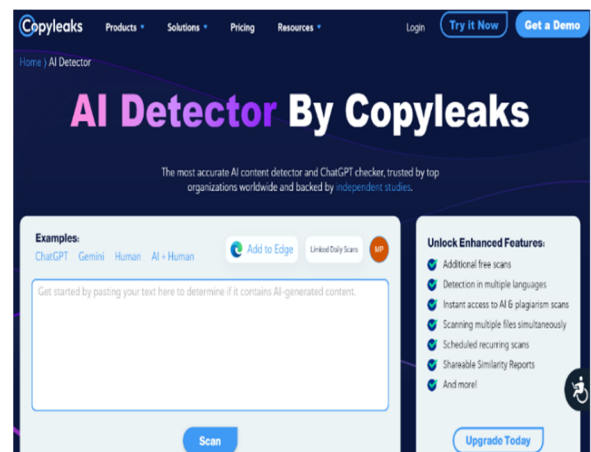 Copyleaks Products Solutions Pricing Resources Login Try it Now Get a Demo
Home ⟩ AI Detector
AI Detector By Copyleaks
The most accurate AI content detector and ChatGPT checker, trusted by top
organizations worldwide and backed by independent studies.
Examples:
ChatGPT Gemini Human AI + Human
Add to Edge
Limited Daily Scans
MP
Get started by pasting your text here to determine if it contains AI-generated content.
Scan
Unlock Enhanced Features:
Additional free scans
Detection in multiple languages
Instant access to AI & plagiarism scans
Scanning multiple files simultaneously
Scheduled recurring scans
Shareable Similarity Reports
And more!
Upgrade Today